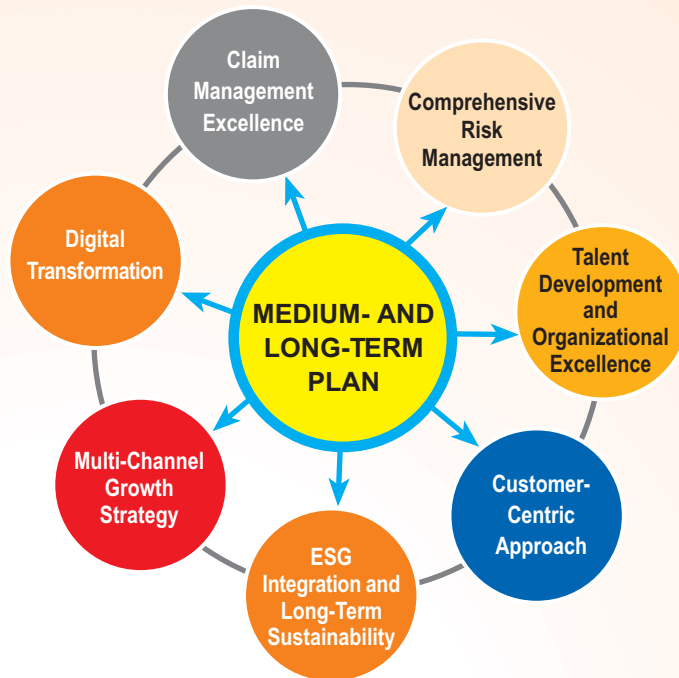 Claim
Management
Excellence
Comprehensive
Risk
Management
Talent
Development
and
Organizational
Excellence
Customer-
Centric
Approach
ESG
Integration and
Long-Term
Sustainability
Multi-Channel
Growth
Strategy
Digital
Transformation
MEDIUM- AND
LONG-TERM
PLAN